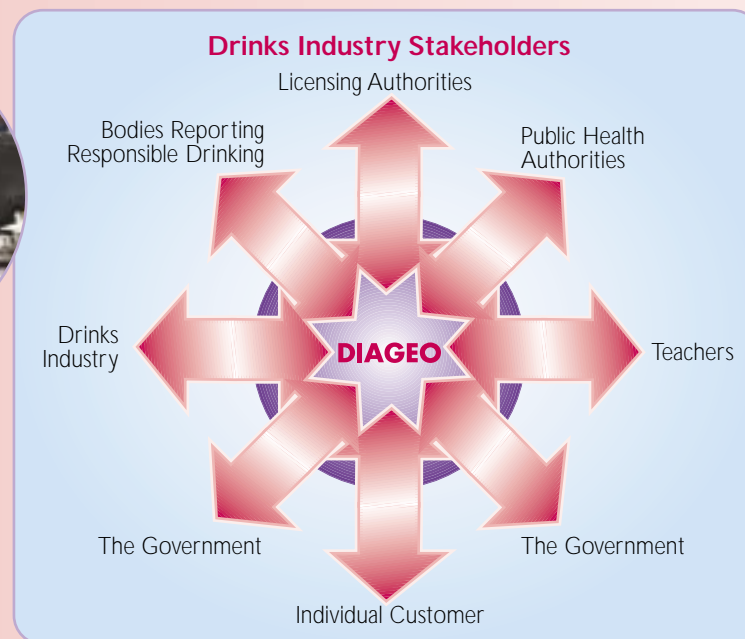 Drinks Industry Stakeholders
Licensing Authorities
Bodies Reporting
Responsible Drinking
Public Health
Authorities
Drinks
Industry
DIAGEO
Teachers
The Government
The Government
Individual Customer